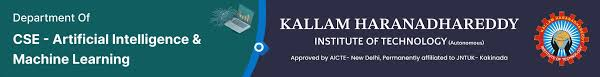 Department Of
CSE - Artificial Intelligence &
Machine Learning
KALLAM HARANADHAREDDY
INSTITUTE OF TECHNOLOGY (Autonomous)
Approved by AICTE- New Delhi, Permanently affiliated to JNTUK- Kakinada